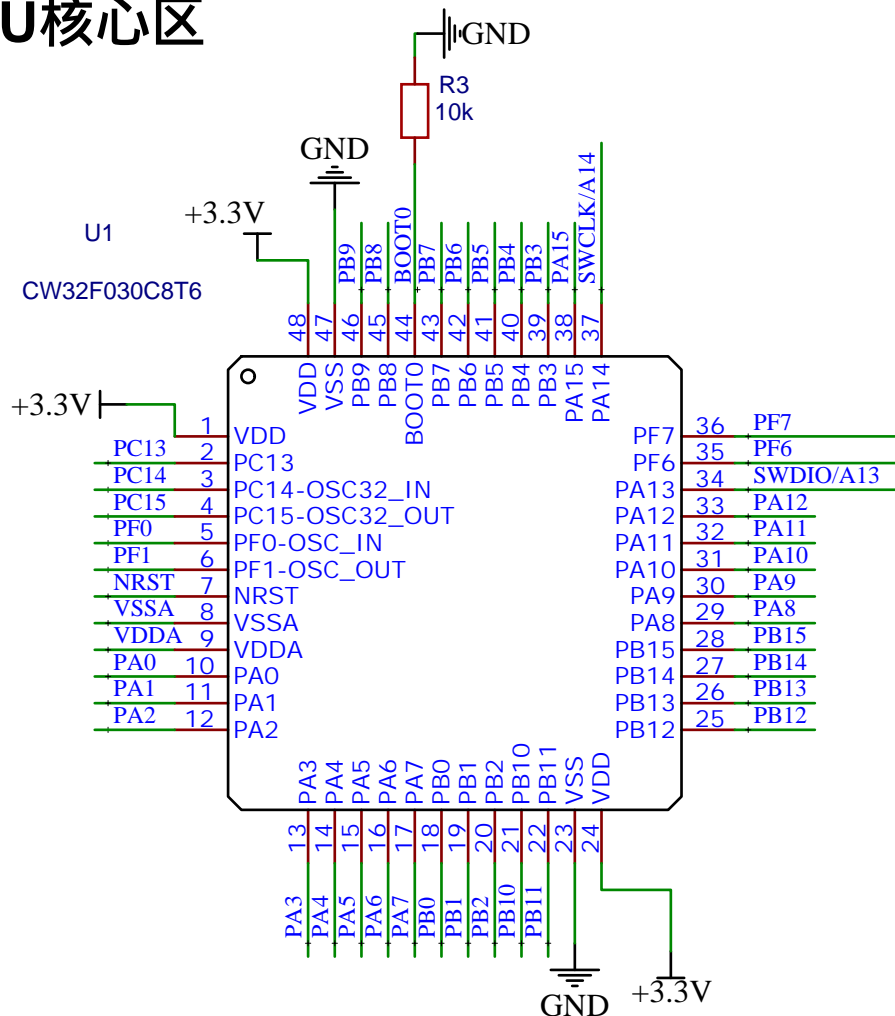 U核心区
GND
R3
10k
GND
+3.3V
U1
CW32F030C8T6
PB9
PB8
BOOT0
PB7
PB6
PB5
PB4
PB3
PA15
SWCLK/A14
48
47
46
45
44
43
42
41
40
39
38
37
VDD
VSS
PB9
PB8
BOOT0
PB7
PB6
PB5
PB4
PB3
PA15
PA14
+3.3V
1 VDD
PC13 2 PC13
PC14 3 PC14-OSC32_IN
PC15 4 PC15-OSC32_OUT
PF0 5 PF0-OSC_IN
PF1 6 PF1-OSC_OUT
NRST 7 NRST
VSSA 8 VSSA
VDDA 9 VDDA
PA0 10 PA0
PA1 11 PA1
PA2 12 PA2
PF7 36 PF7
PF6 35 PF6
PA13 34 SWDIO/A13
PA12 33 PA12
PA11 32 PA11
PA10 31 PA10
PA9 30 PA9
PA8 29 PA8
PB15 28 PB15
PB14 27 PB14
PB13 26 PB13
PB12 25 PB12
PA3
PA4
PA5
PA6
PA7
PB0
PB1
PB2
PB10
PB11
VSS
VDD
13
14
15
16
17
18
19
20
21
22
23
24
PA3
PA4
PA5
PA6
PA7
PB0
PB1
PB2
PB10
PB11
GND
+3.3V